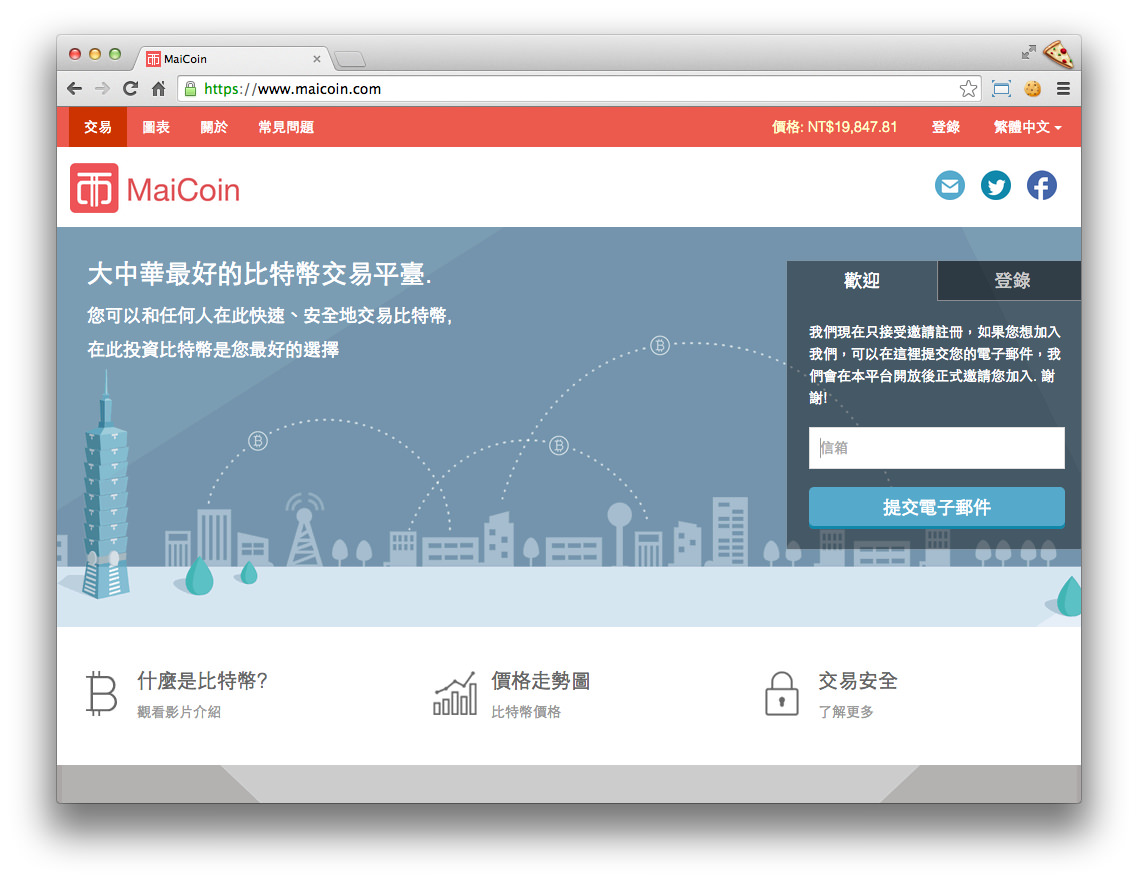 MaiCoin
https://www.maicoin.com
交易 圖表 關於 常見問題 價格: NT$19,847.81 登錄 繁體中文
MaiCoin
大中華最好的比特幣交易平臺.
您可以和任何人在此快速、安全地交易比特幣,
在此投資比特幣是您最好的選擇
歡迎 登錄
我們現在只接受邀請註冊，如果您想加入
我們，可以在這裡提交您的電子郵件，我
們會在本平台開放後正式邀請您加入. 謝
謝!
信箱
提交電子郵件
什麼是比特幣?
觀看影片介紹
價格走勢圖
比特幣價格
交易安全
了解更多